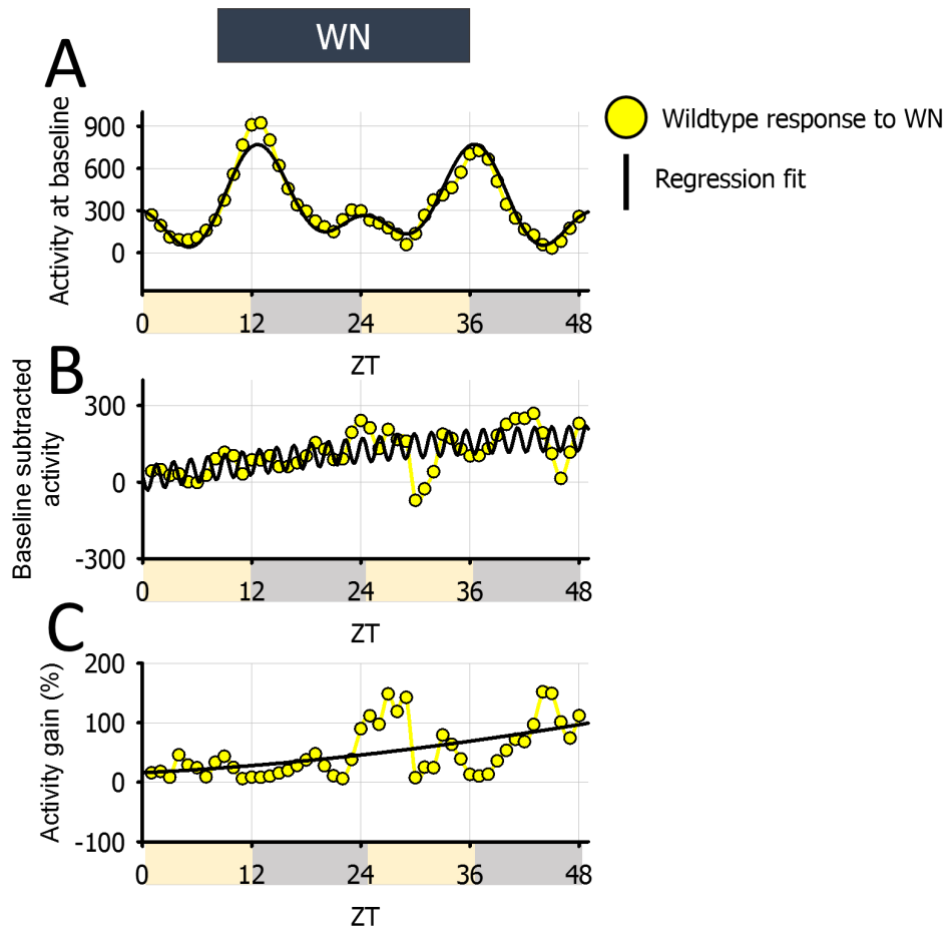 WN
A
Activity at baseline
900
600
300
0
0 12 24 36 48
ZT
Wildtype response to WN
Regression fit
B
Baseline subtracted
activity
300
0
-300
0 12 24 36 48
ZT
C
Activity gain (%)
200
100
0
-100
0 12 24 36 48
ZT